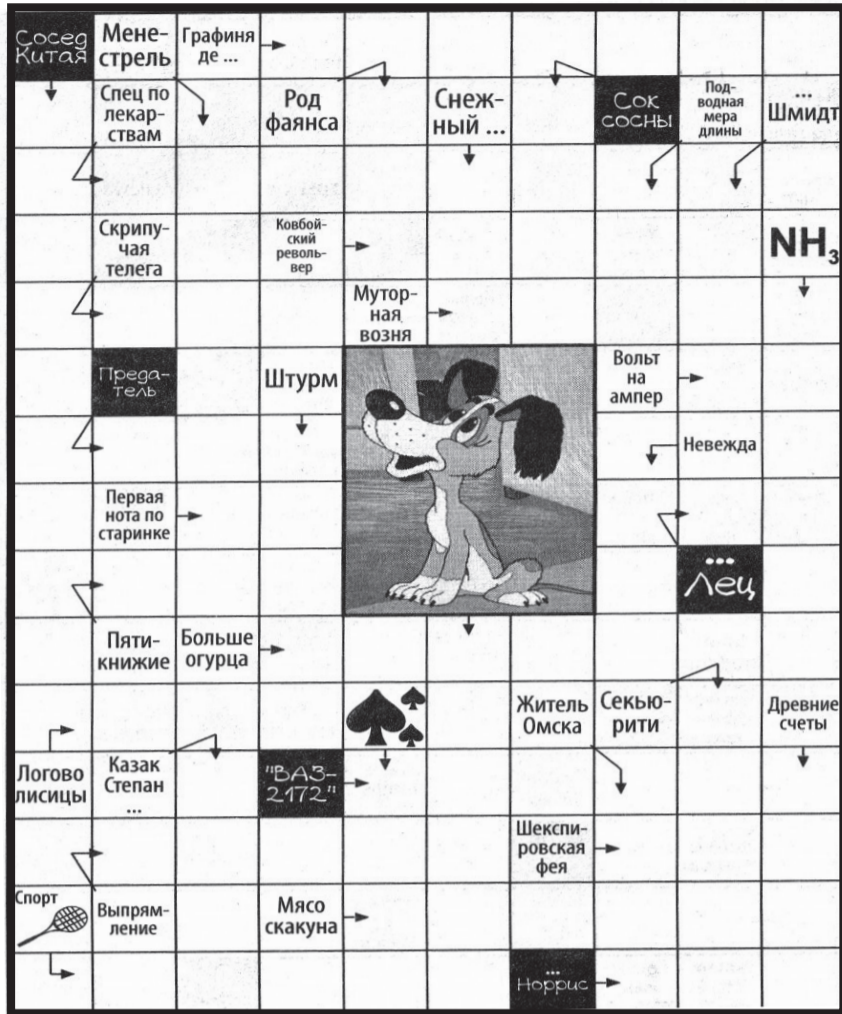 Сосед
Китая
Мене-
стрель
Графиня
де ...
Спец по
лекар-
ствам
Род
фаянса
Снеж-
ный ...
Сок
сосны
Под-
водная
мера
длины
...
Шмидт
Скрипу-
чая
телега
Ковбой-
ский
револь-
вер
NH3
Мутор-
ная
возня
Преда-
тель
Штурм
Вольт
на
ампер
Невежда
Первая
нота по
старинке
...
Лец
Пяти-
книжие
Больше
огурца
Житель
Омска
Секью-
рити
Древние
счеты
Логово
лисицы
Казак
Степан
...
"ВАЗ-
2172"
Шекспи-
ровская
фея
Спорт
Выпрям-
ление
Мясо
скакуна
...
Норрис